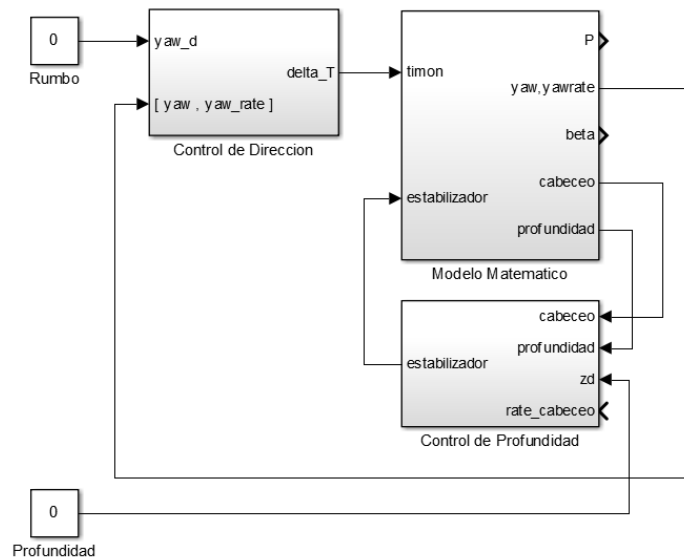 0
Rumbo
yaw_d
delta_T
[ yaw , yaw_rate ]
Control de Direccion
timon
P
yaw,yawrate
beta
cabeceo
estabilizador
profundidad
Modelo Matematico
cabeceo
profundidad
estabilizador
zd
rate_cabeceo
Control de Profundidad
0
Profundidad